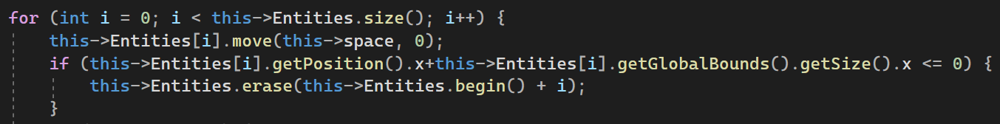 for (int i = 0; i < this->Entities.size(); i++) {
this->Entities[i].move(this->space, 0);
if (this->Entities[i].getPosition().x+this->Entities[i].getGlobalBounds().getSize().x <= 0) {
this->Entities.erase(this->Entities.begin() + i);
}